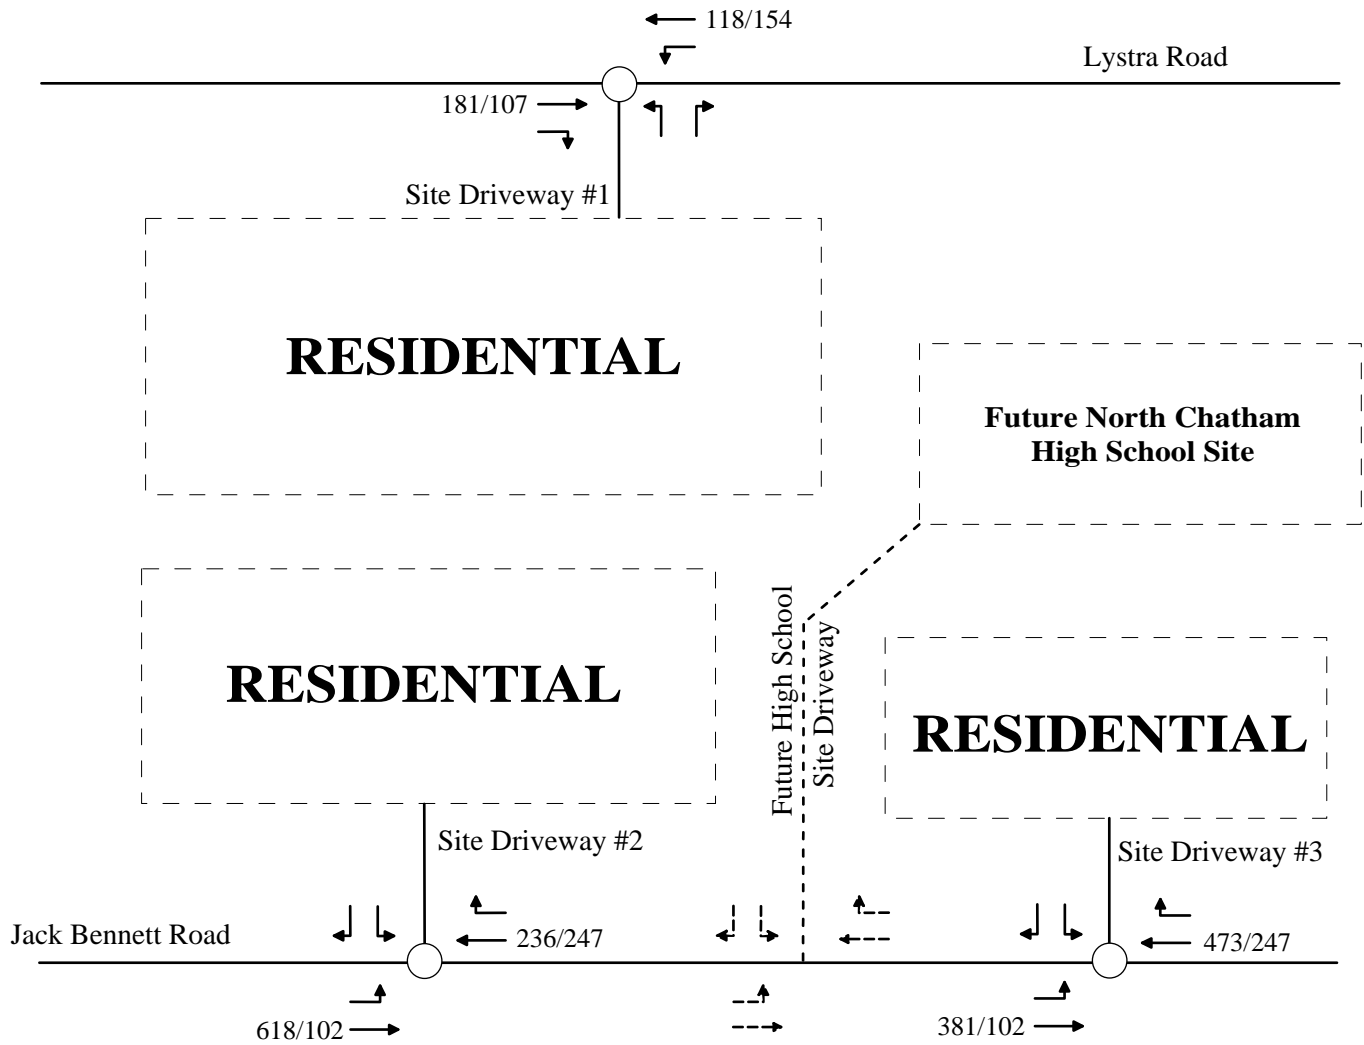 118/154
Lystra Road
181/107
Site Driveway #1
RESIDENTIAL
Future North Chatham
High School Site
RESIDENTIAL
Future High School
Site Driveway
RESIDENTIAL
Site Driveway #2
Site Driveway #3
Jack Bennett Road
236/247
473/247
618/102
381/102